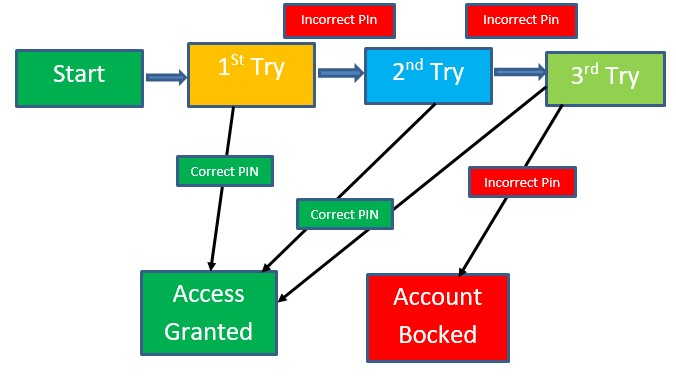 Incorrect Pin
Incorrect Pin
Start
1St Try
2nd Try
3rd Try
Correct PIN
Incorrect Pin
Correct PIN
Access
Granted
Account
Bocked